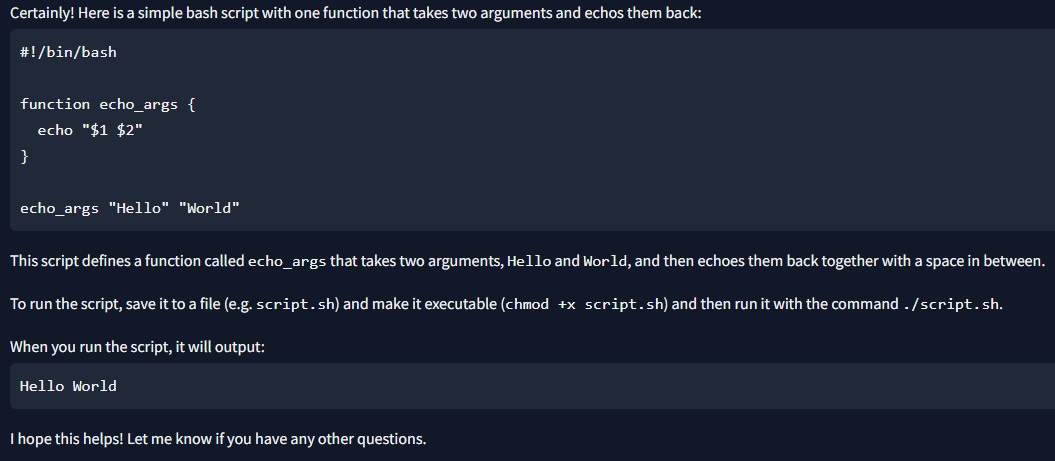 Certainly! Here is a simple bash script with one function that takes two arguments and echos them back:
#!/bin/bash
function echo_args {
  echo "$1 $2"
}
echo_args "Hello" "World"
This script defines a function called echo_args that takes two arguments, Hello and World, and then echoes them back together with a space in between.
To run the script, save it to a file (e.g. script.sh) and make it executable (chmod +x script.sh) and then run it with the command ./script.sh.
When you run the script, it will output:
Hello World
I hope this helps! Let me know if you have any other questions.